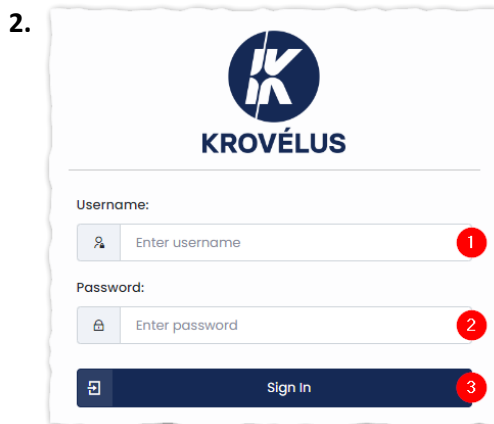 2.
KROVÉLUS
Username:
Enter username 1
Password:
Enter password 2
Sign In 3